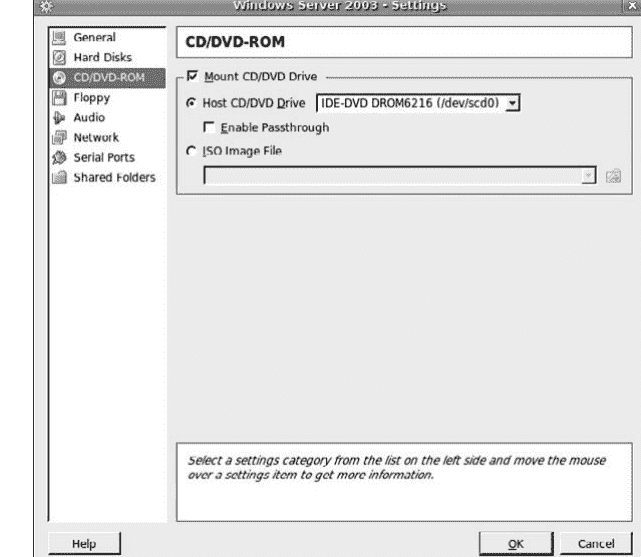 Windows Server 2003 - Settings
General
Hard Disks
CD/DVD-ROM
Floppy
Audio
Network
Serial Ports
Shared Folders
CD/DVD-ROM
Mount CD/DVD Drive
Host CD/DVD Drive IDE-DVD DROM6216 (/dev/scd0)
Enable Passthrough
ISO Image File
Select a settings category from the list on the left side and move the mouse
over a settings item to get more information.
Help
OK
Cancel